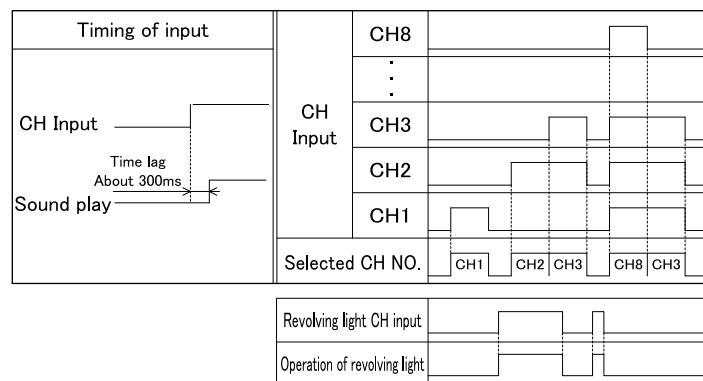 Timing of input
CH Input
Time lag
About 300ms
Sound play
CH
Input
CH8
CH3
CH2
CH1
Selected CH NO.
CH1 CH2 CH3 CH8 CH3
Revolving light CH input
Operation of revolving light